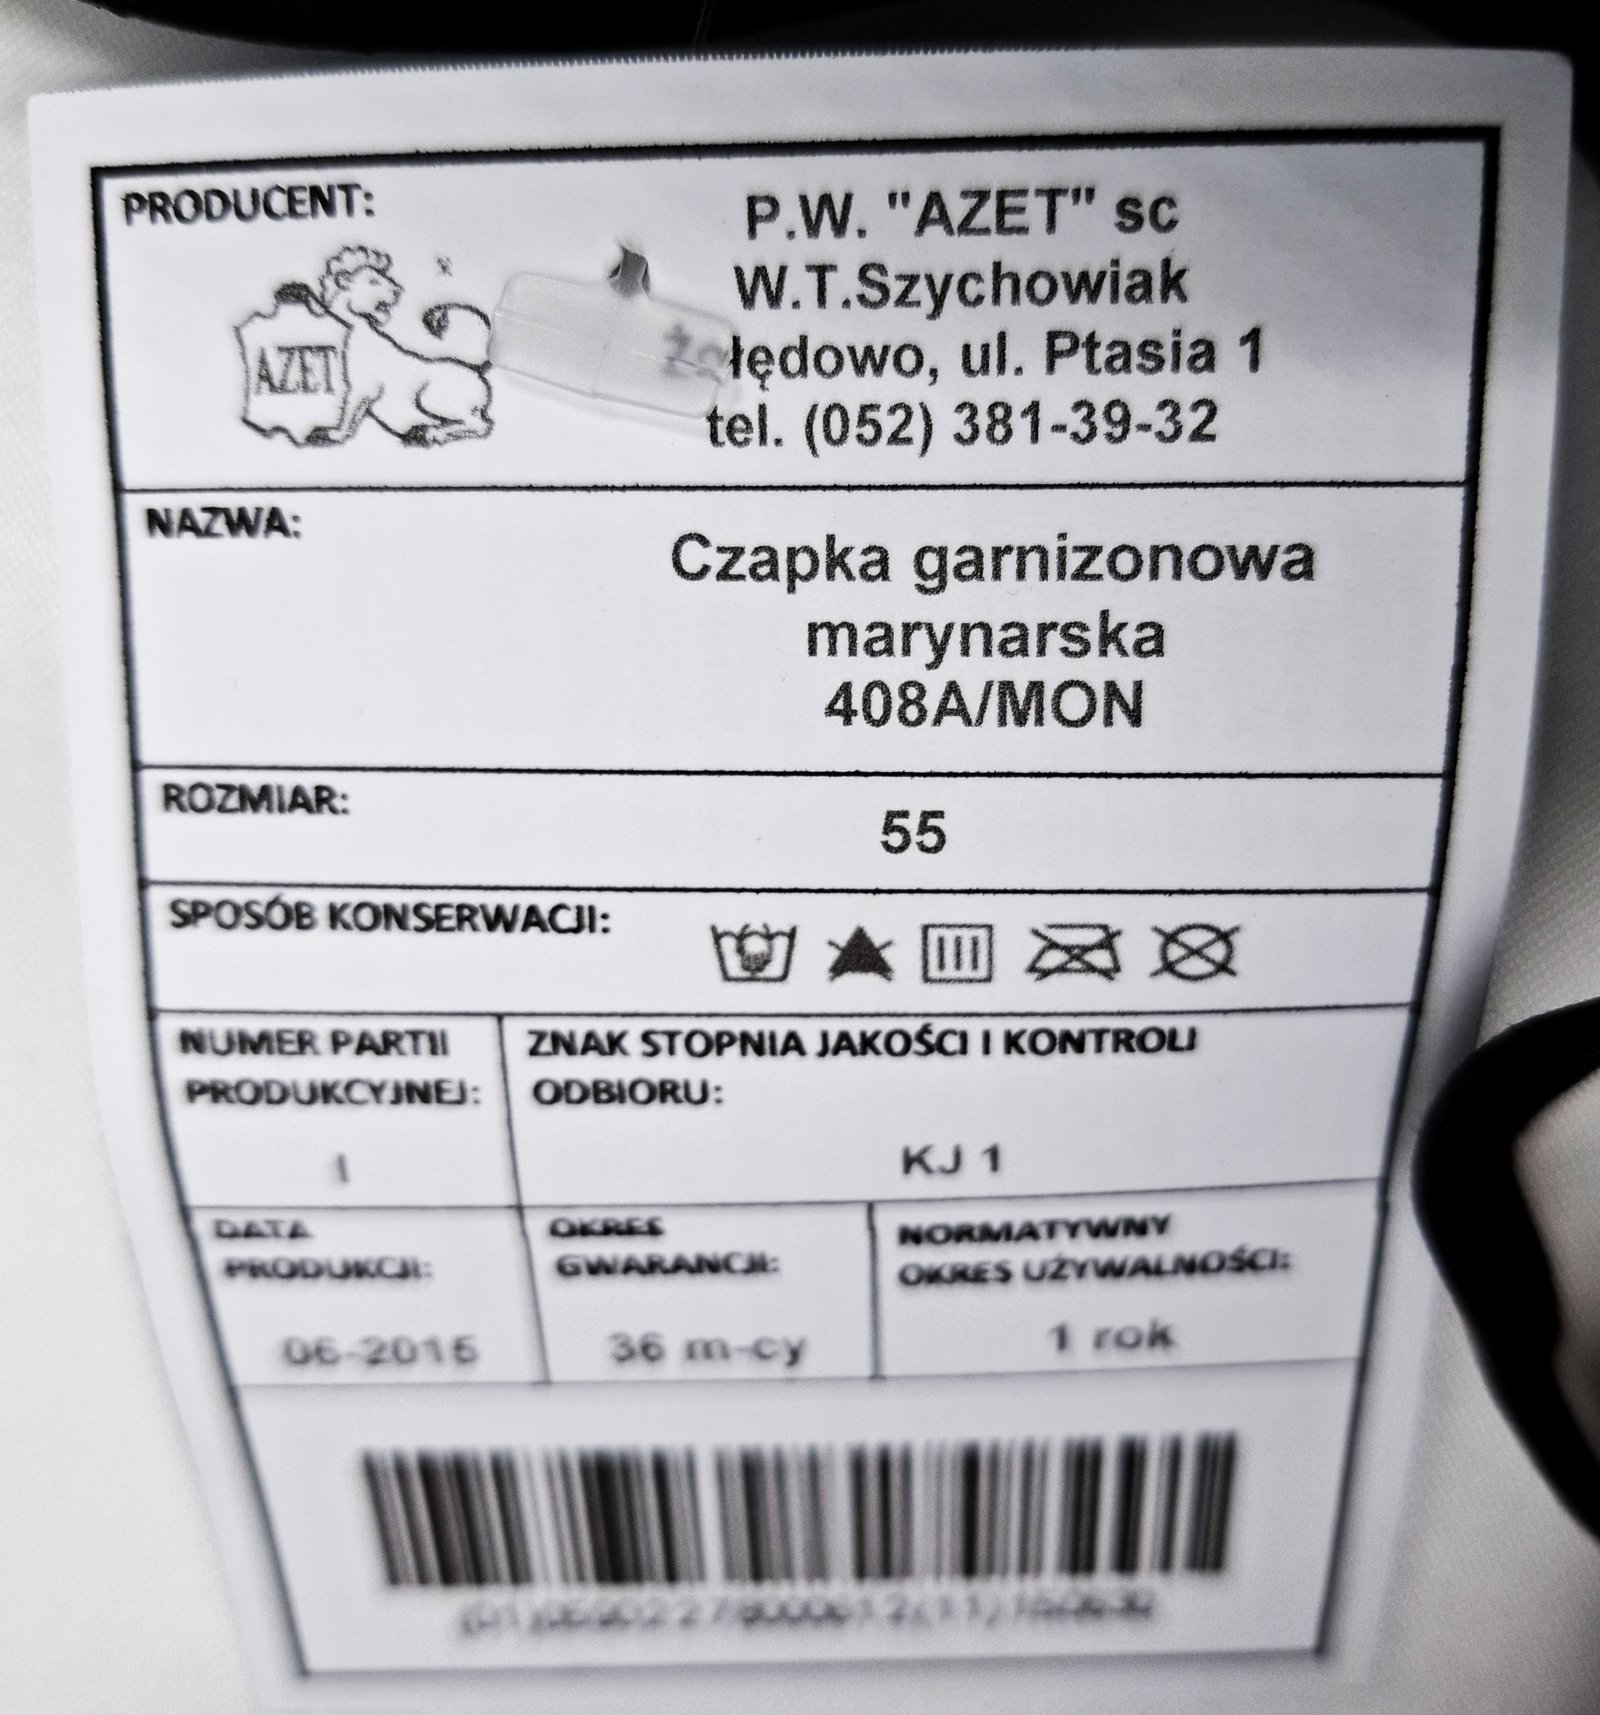 PRODUCENT:
P.W. "AZET" sc
W.T.Szychowiak
Żołędowo, ul. Ptasia 1
tel. (052) 381-39-32
AZET
NAZWA:
Czapka garnizonowa
marynarska
408A/MON
ROZMIAR:
55
SPOSÓB KONSERWACJI:
NUMER PARTII
PRODUKCYJNEJ:
I
ZNAK STOPNIA JAKOŚCI I KONTROLI
ODBIORU:
KJ 1
DATA
PRODUKCJI:
06-2015
OKRES
GWARANCJI:
36 m-cy
NORMATYWNY
OKRES UŻYWALNOŚCI:
1 rok